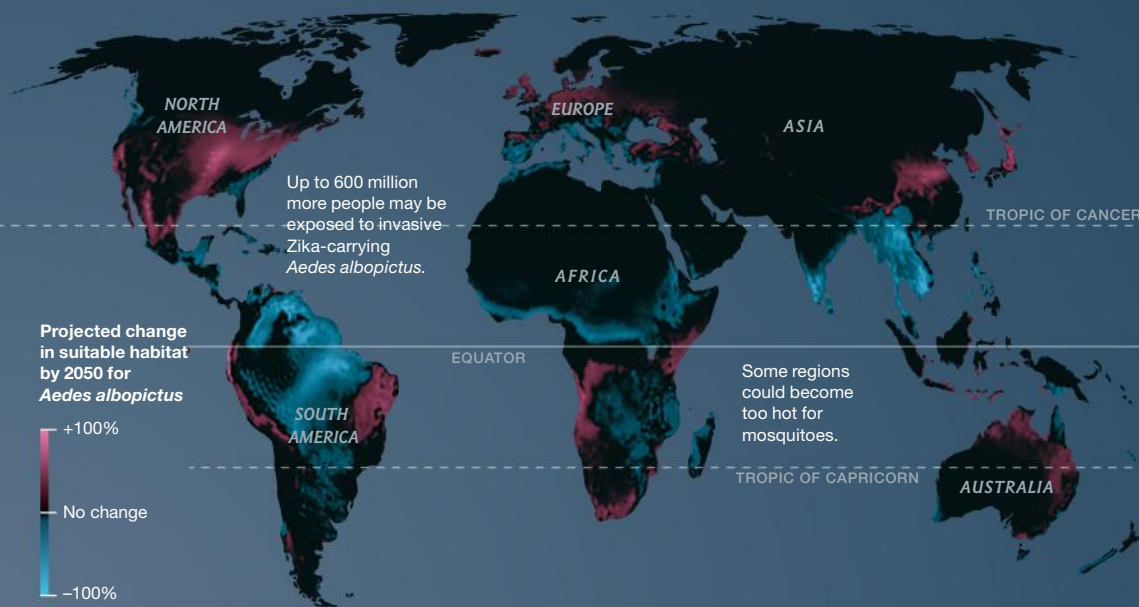 NORTH
AMERICA
EUROPE
ASIA
Up to 600 million
more people may be
exposed to invasive
Zika-carrying
Aedes albopictus.
TROPIC OF CANCER
AFRICA
Projected change
in suitable habitat
by 2050 for
Aedes albopictus
+100%
No change
–100%
EQUATOR
SOUTH
AMERICA
Some regions
could become
too hot for
mosquitoes.
TROPIC OF CAPRICORN
AUSTRALIA